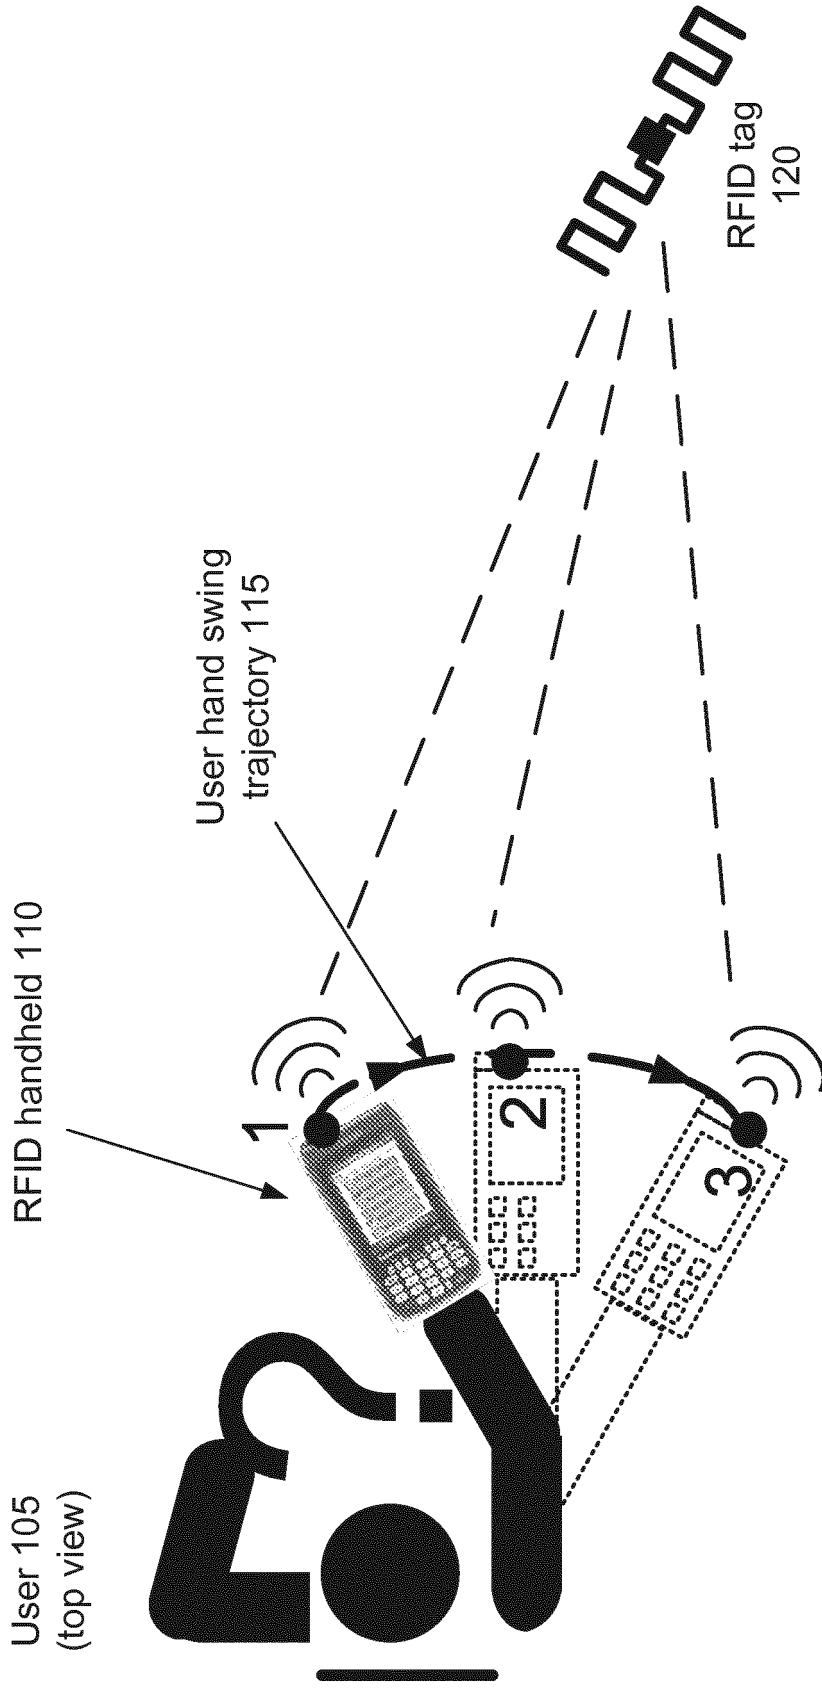 User 105
(top view)
RFID handheld 110
User hand swing
trajectory 115
RFID tag
120
1
2
3
?